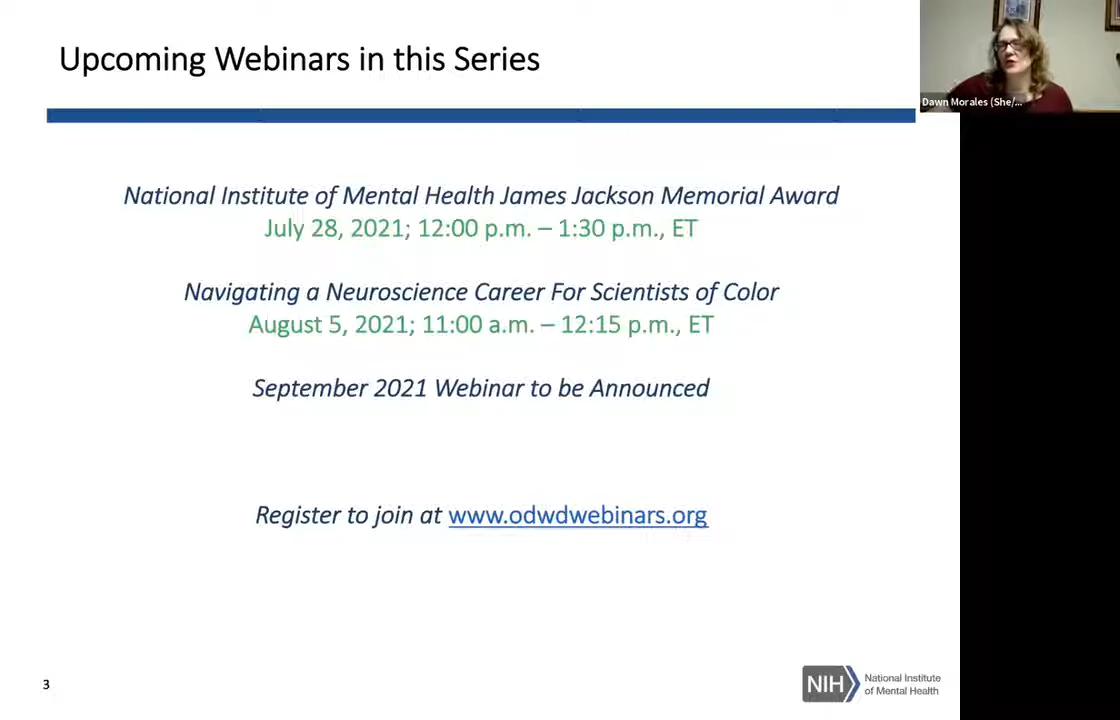 Upcoming Webinars in this Series
Dawn Morales (She/...
National Institute of Mental Health James Jackson Memorial Award
July 28, 2021; 12:00 p.m. – 1:30 p.m., ET
Navigating a Neuroscience Career For Scientists of Color
August 5, 2021; 11:00 a.m. – 12:15 p.m., ET
September 2021 Webinar to be Announced
Register to join at www.odwdwebinars.org
3
NIH
National Institute
of Mental Health